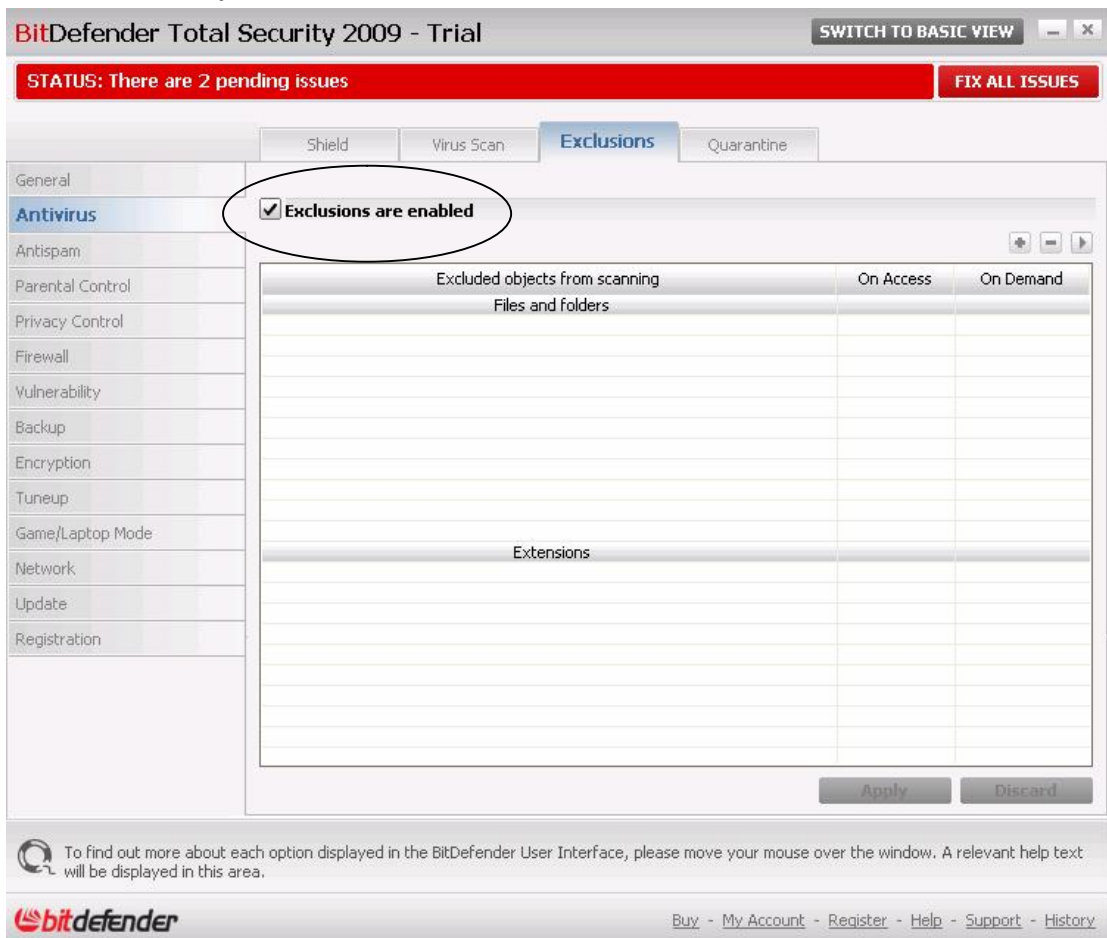 BitDefender Total Security 2009 - Trial
SWITCH TO BASIC VIEW
STATUS: There are 2 pending issues
FIX ALL ISSUES
Shield
Virus Scan
Exclusions
Quarantine
General
Antivirus
Antispam
Parental Control
Privacy Control
Firewall
Vulnerability
Backup
Encryption
Tuneup
Game/Laptop Mode
Network
Update
Registration
Exclusions are enabled
Excluded objects from scanning
On Access
On Demand
Files and folders
Extensions
Apply
Discard
To find out more about each option displayed in the BitDefender User Interface, please move your mouse over the window. A relevant help text
will be displayed in this area.
bitdefender
Buy - My Account - Register - Help - Support - History